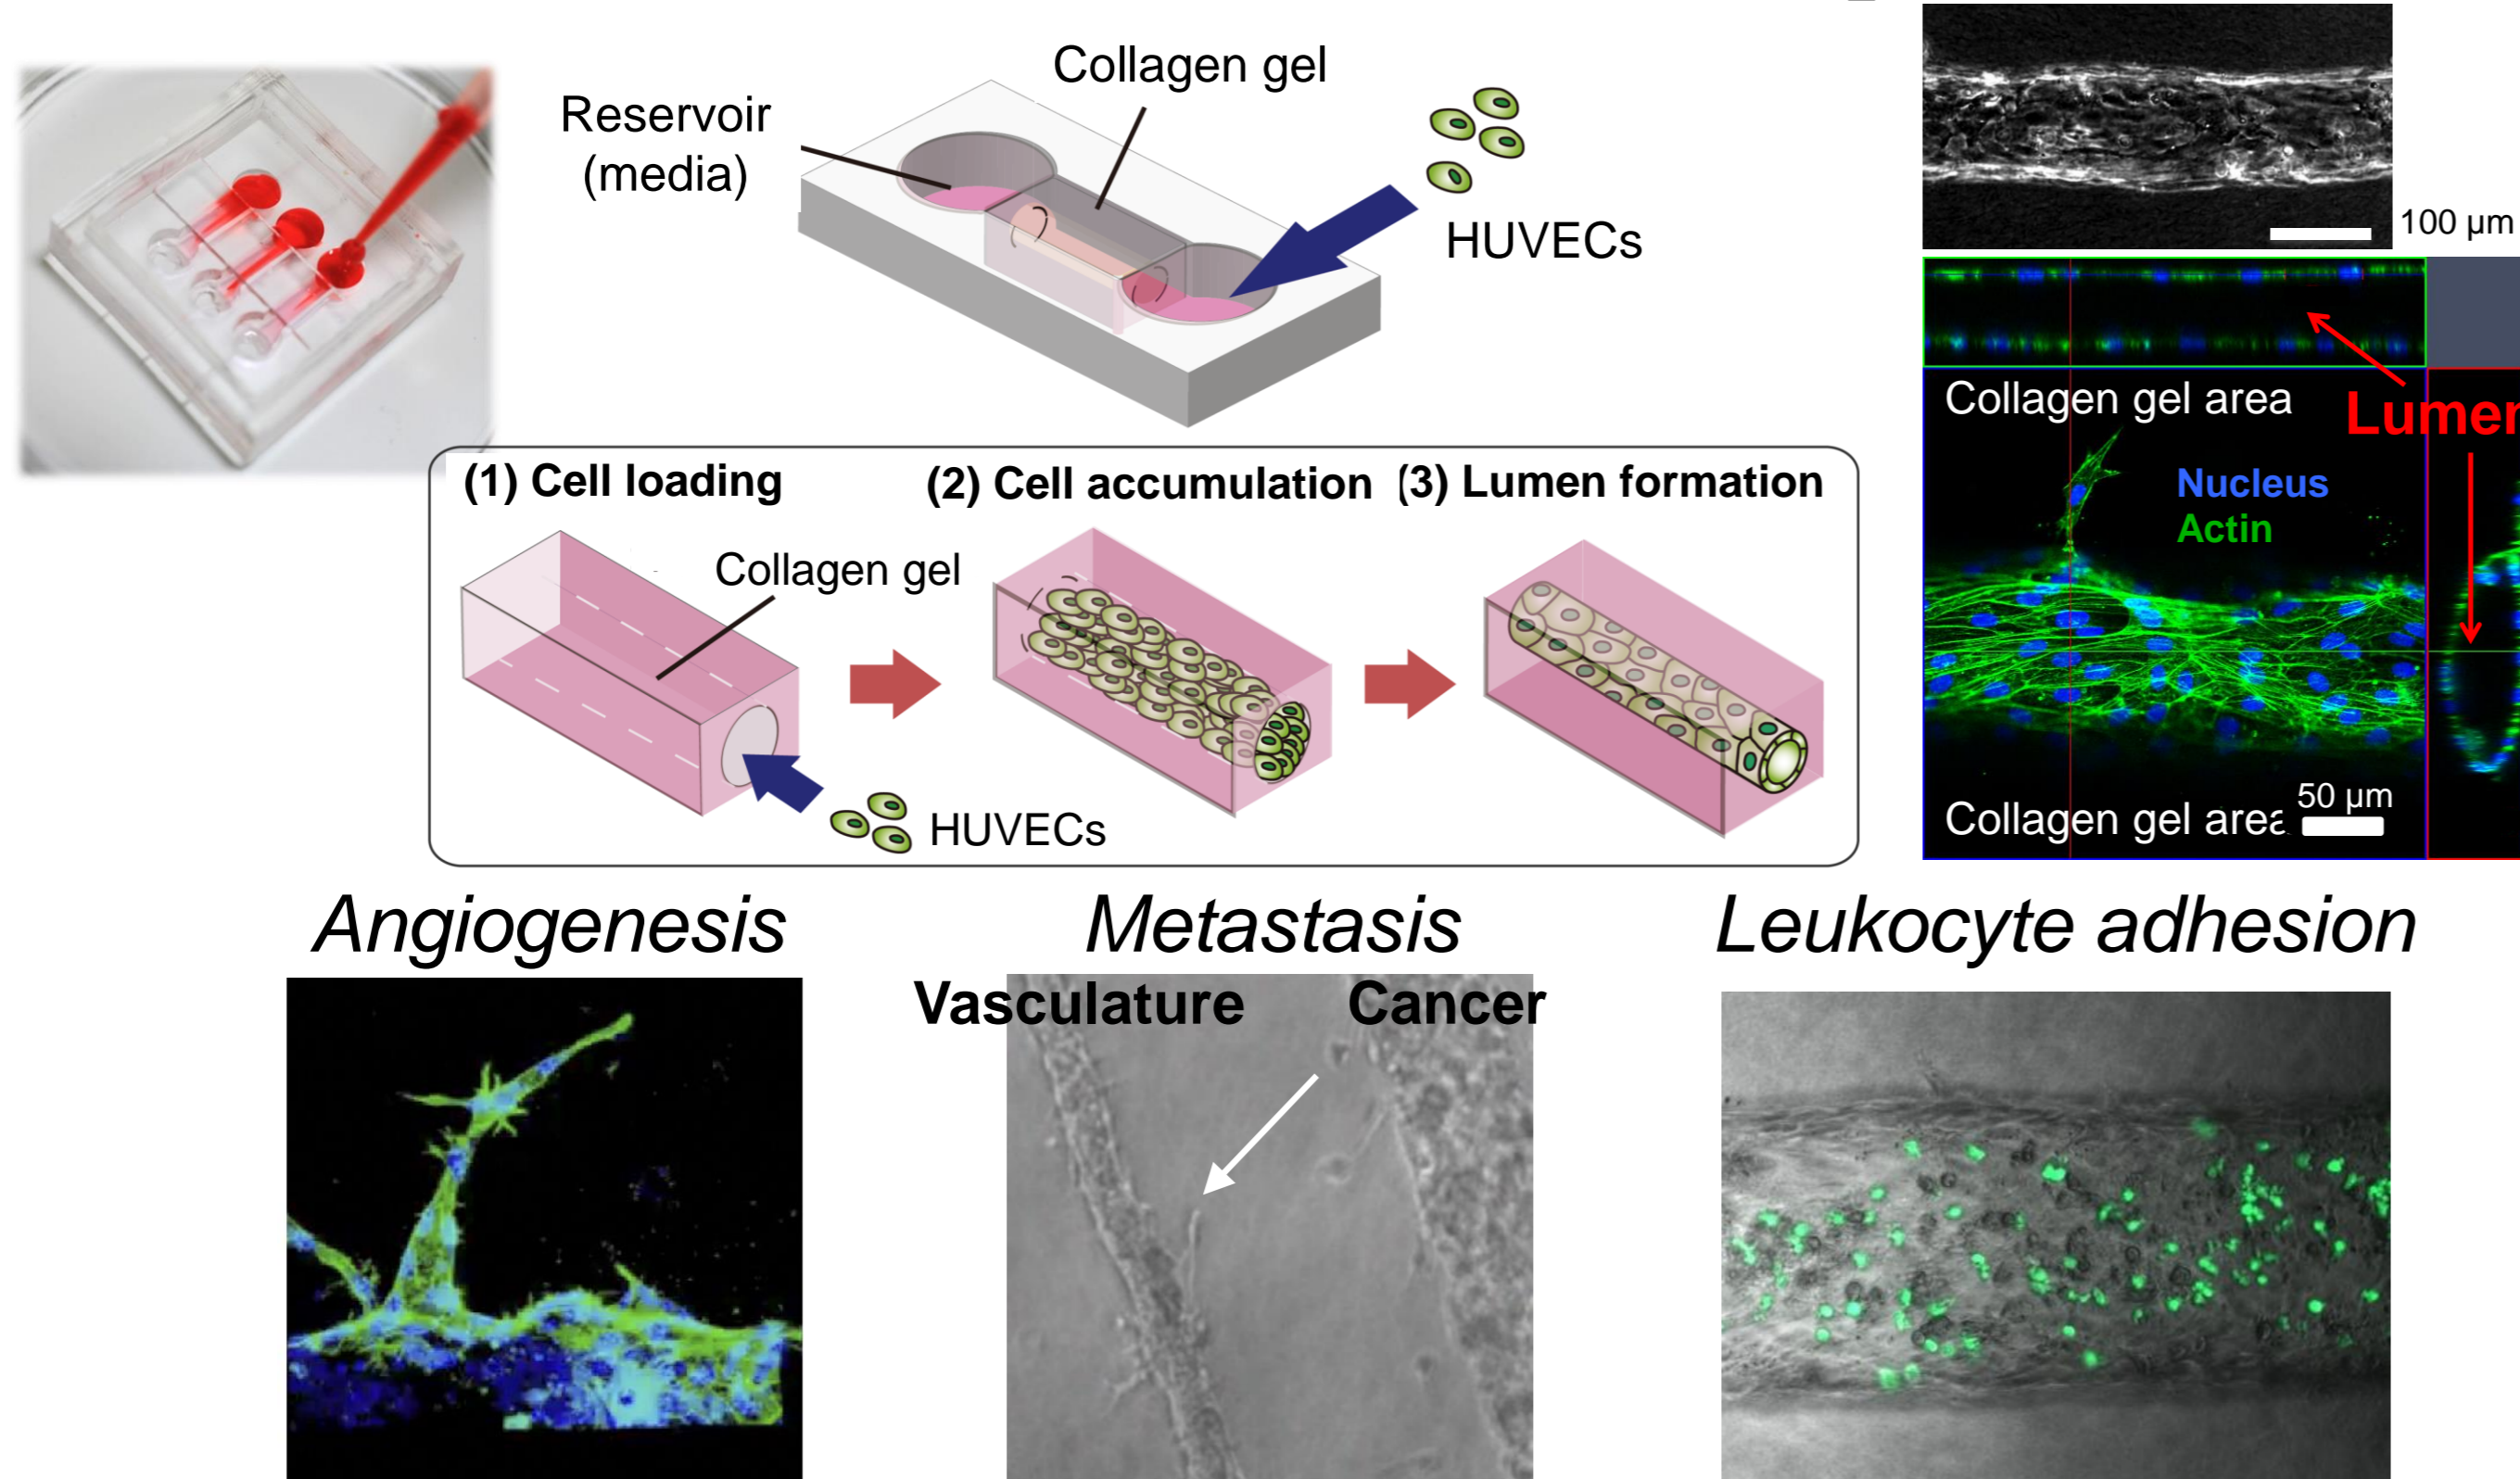 Collagen gel
Reservoir
(media)
HUVECs
100 µm
(1) Cell loading
(2) Cell accumulation
(3) Lumen formation
Collagen gel
HUVECs
Collagen gel area
Lumen
Nucleus
Actin
50 µm
Collagen gel area
Angiogenesis
Metastasis
Leukocyte adhesion
Vasculature
Cancer